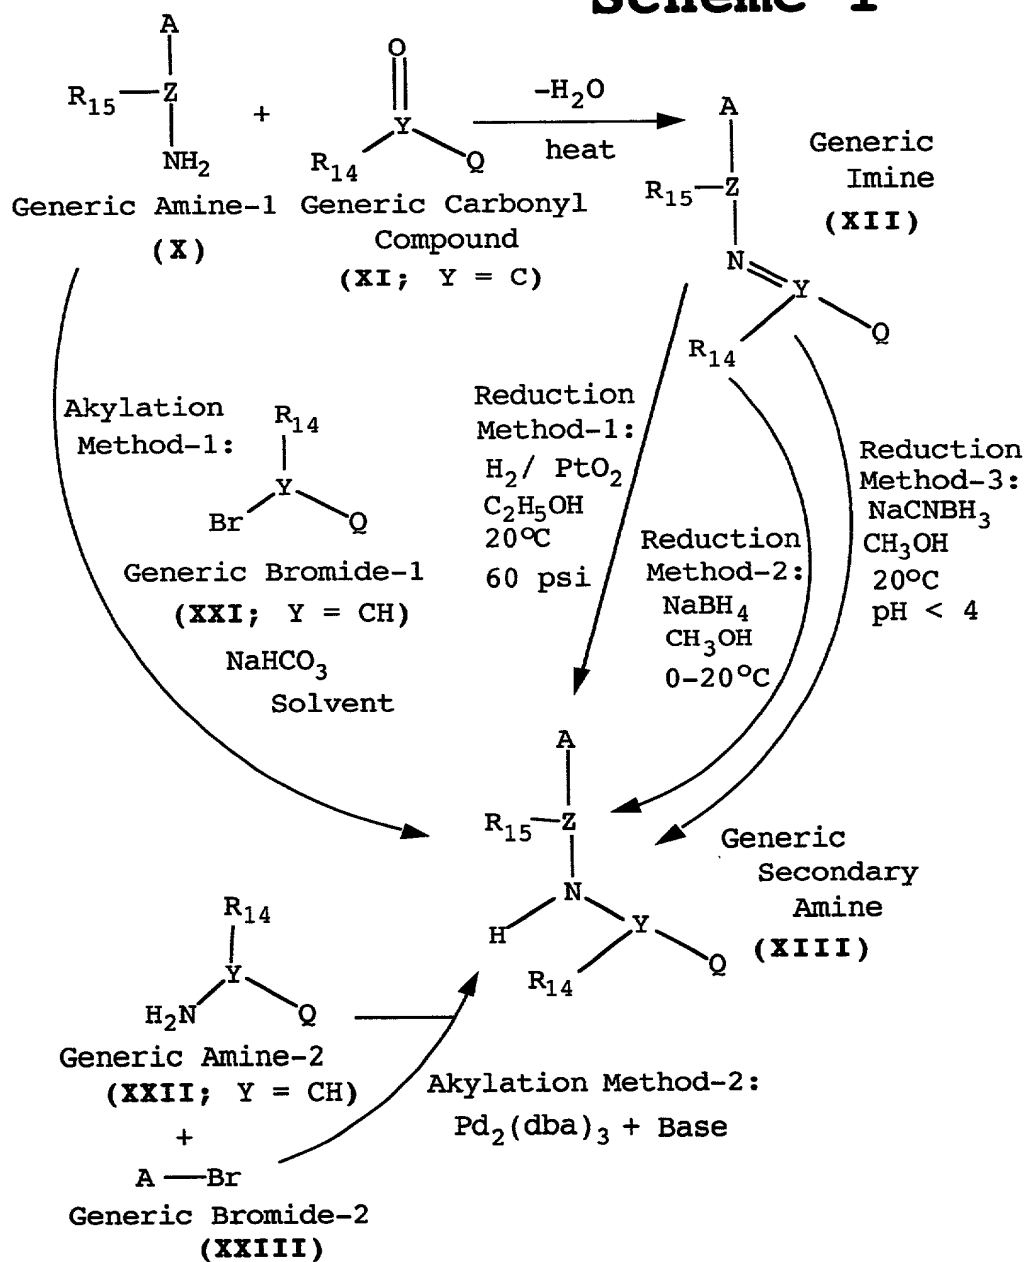 Scheme 1
A
R15—Z
NH2
+
O
Y
R14
Q
–H2O
heat
Generic Amine-1
(X)
Generic Carbonyl
Compound
(XI; Y = C)
A
R15—Z
N
Y
R14
Q
Generic
Imine
(XII)
Akylation
Method-1:
R14
Y
Br
Q
Generic Bromide-1
(XXI; Y = CH)
NaHCO3
Solvent
Reduction
Method-1:
H2/ PtO2
C2H5OH
20°C
60 psi
Reduction
Method-2:
NaBH4
CH3OH
0–20°C
Reduction
Method-3:
NaCNBH3
CH3OH
20°C
pH < 4
A
R15—Z
N
H
Y
R14
Q
Generic
Secondary
Amine
(XIII)
R14
Y
H2N
Q
Generic Amine-2
(XXII; Y = CH)
+
A—Br
Generic Bromide-2
(XXIII)
Akylation Method-2:
Pd2(dba)3 + Base